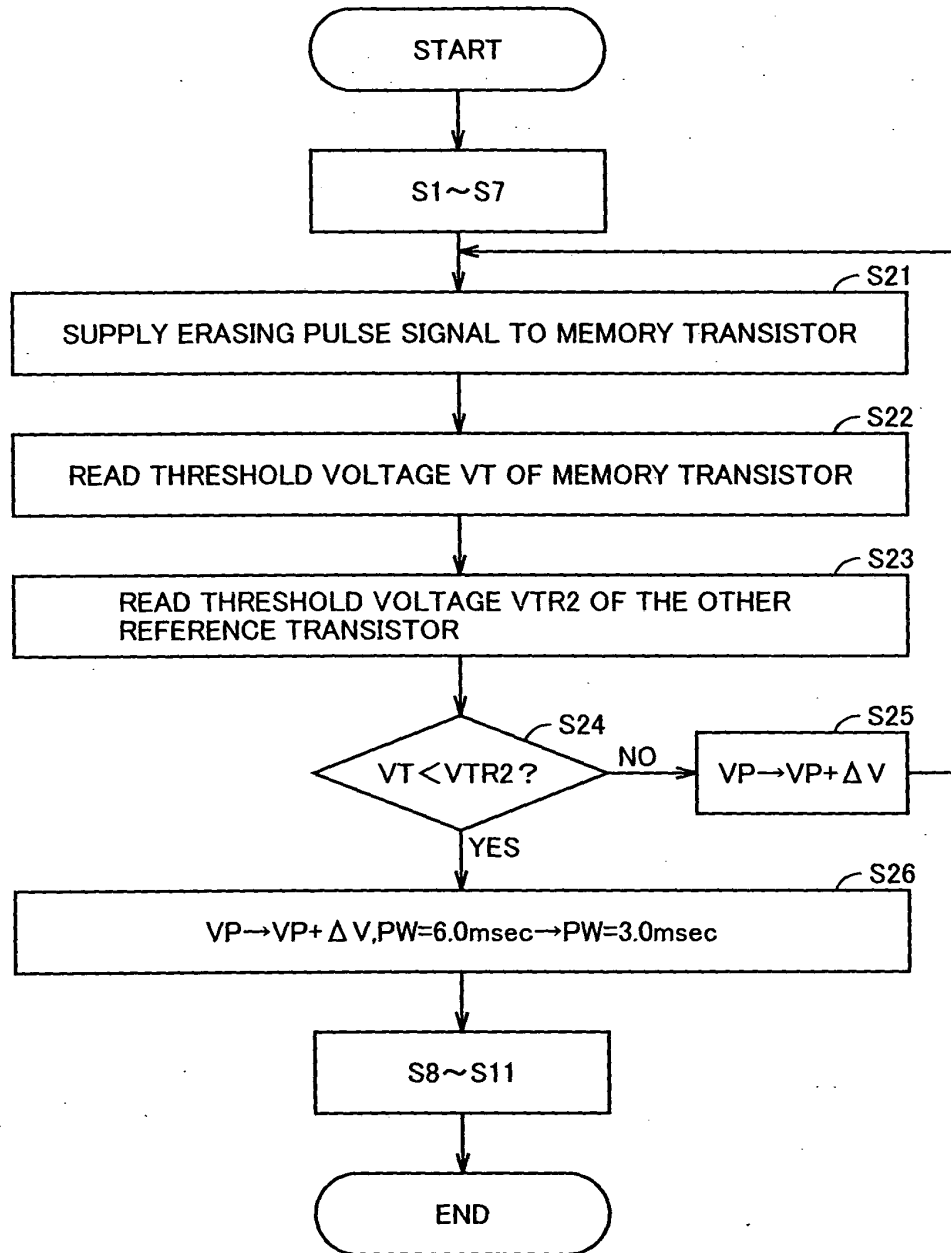 START
S1～S7
S21
SUPPLY ERASING PULSE SIGNAL TO MEMORY TRANSISTOR
S22
READ THRESHOLD VOLTAGE VT OF MEMORY TRANSISTOR
S23
READ THRESHOLD VOLTAGE VTR2 OF THE OTHER
REFERENCE TRANSISTOR
S24
VT＜VTR2？
NO
S25
VP→VP+ΔV
YES
S26
VP→VP+ΔV,PW=6.0msec→PW=3.0msec
S8～S11
END